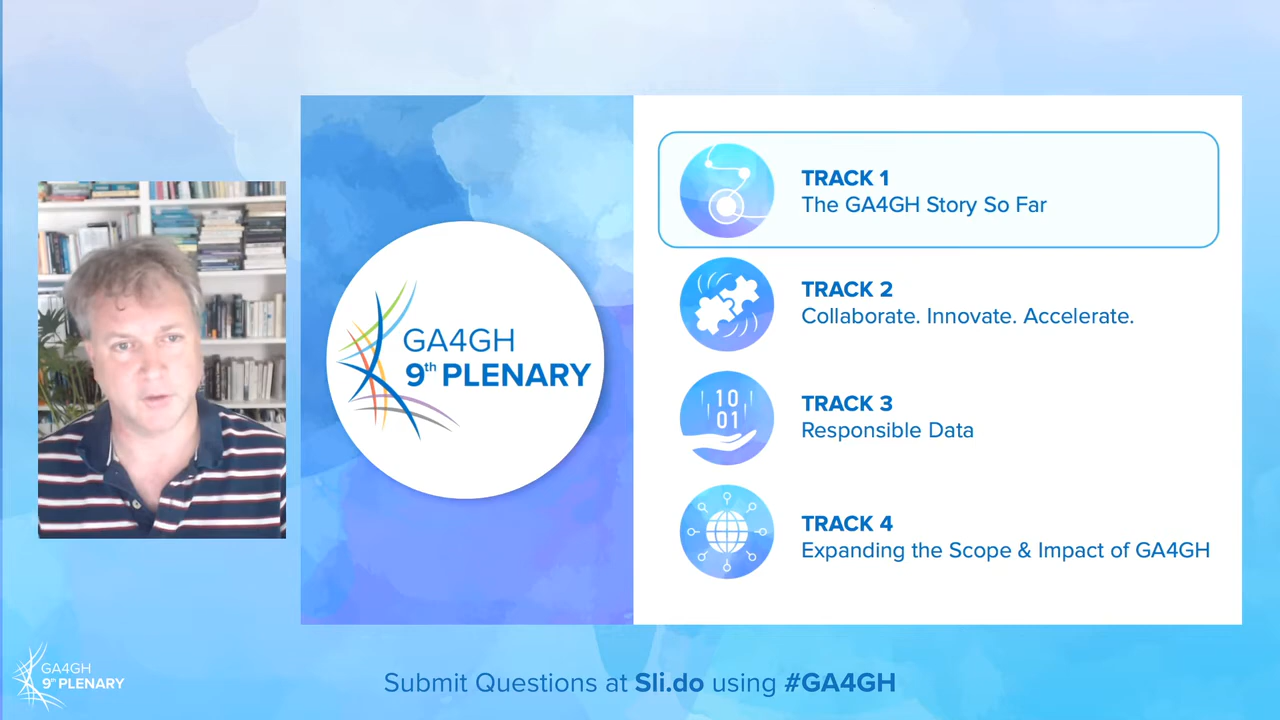 GA4GH
9th PLENARY
TRACK 1
The GA4GH Story So Far
TRACK 2
Collaborate. Innovate. Accelerate.
10
01
TRACK 3
Responsible Data
TRACK 4
Expanding the Scope & Impact of GA4GH
GA4GH
9th PLENARY
Submit Questions at Sli.do using #GA4GH